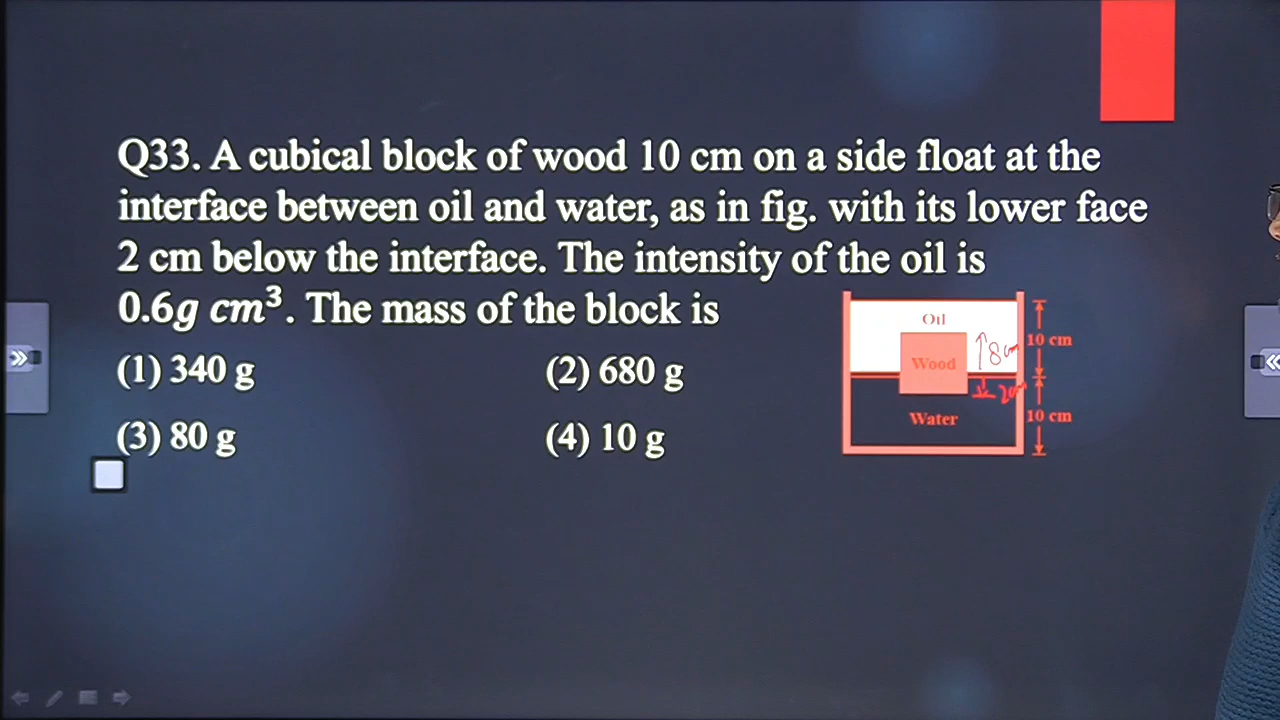 Q33. A cubical block of wood 10 cm on a side float at the
interface between oil and water, as in fig. with its lower face
2 cm below the interface. The intensity of the oil is
0.6g cm³. The mass of the block is
(1) 340 g
(2) 680 g
(3) 80 g
(4) 10 g
Oil
Wood
8cm
10 cm
2cm
Water
10 cm